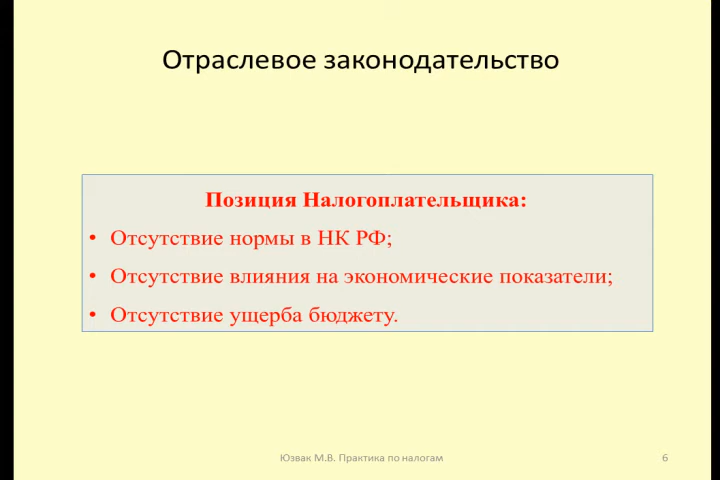 Отраслевое законодательство
Позиция Налогоплательщика:
• Отсутствие нормы в НК РФ;
• Отсутствие влияния на экономические показатели;
• Отсутствие ущерба бюджету.
Юзвак М.В. Практика по налогам
6